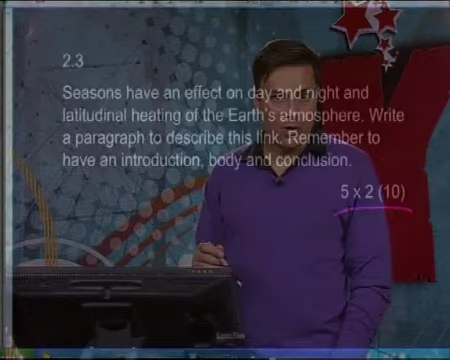 2.3
Seasons have an effect on day and night and
latitudinal heating of the Earth's atmosphere. Write
a paragraph to describe this link. Remember to
have an introduction, body and conclusion.
5 x 2 (10)